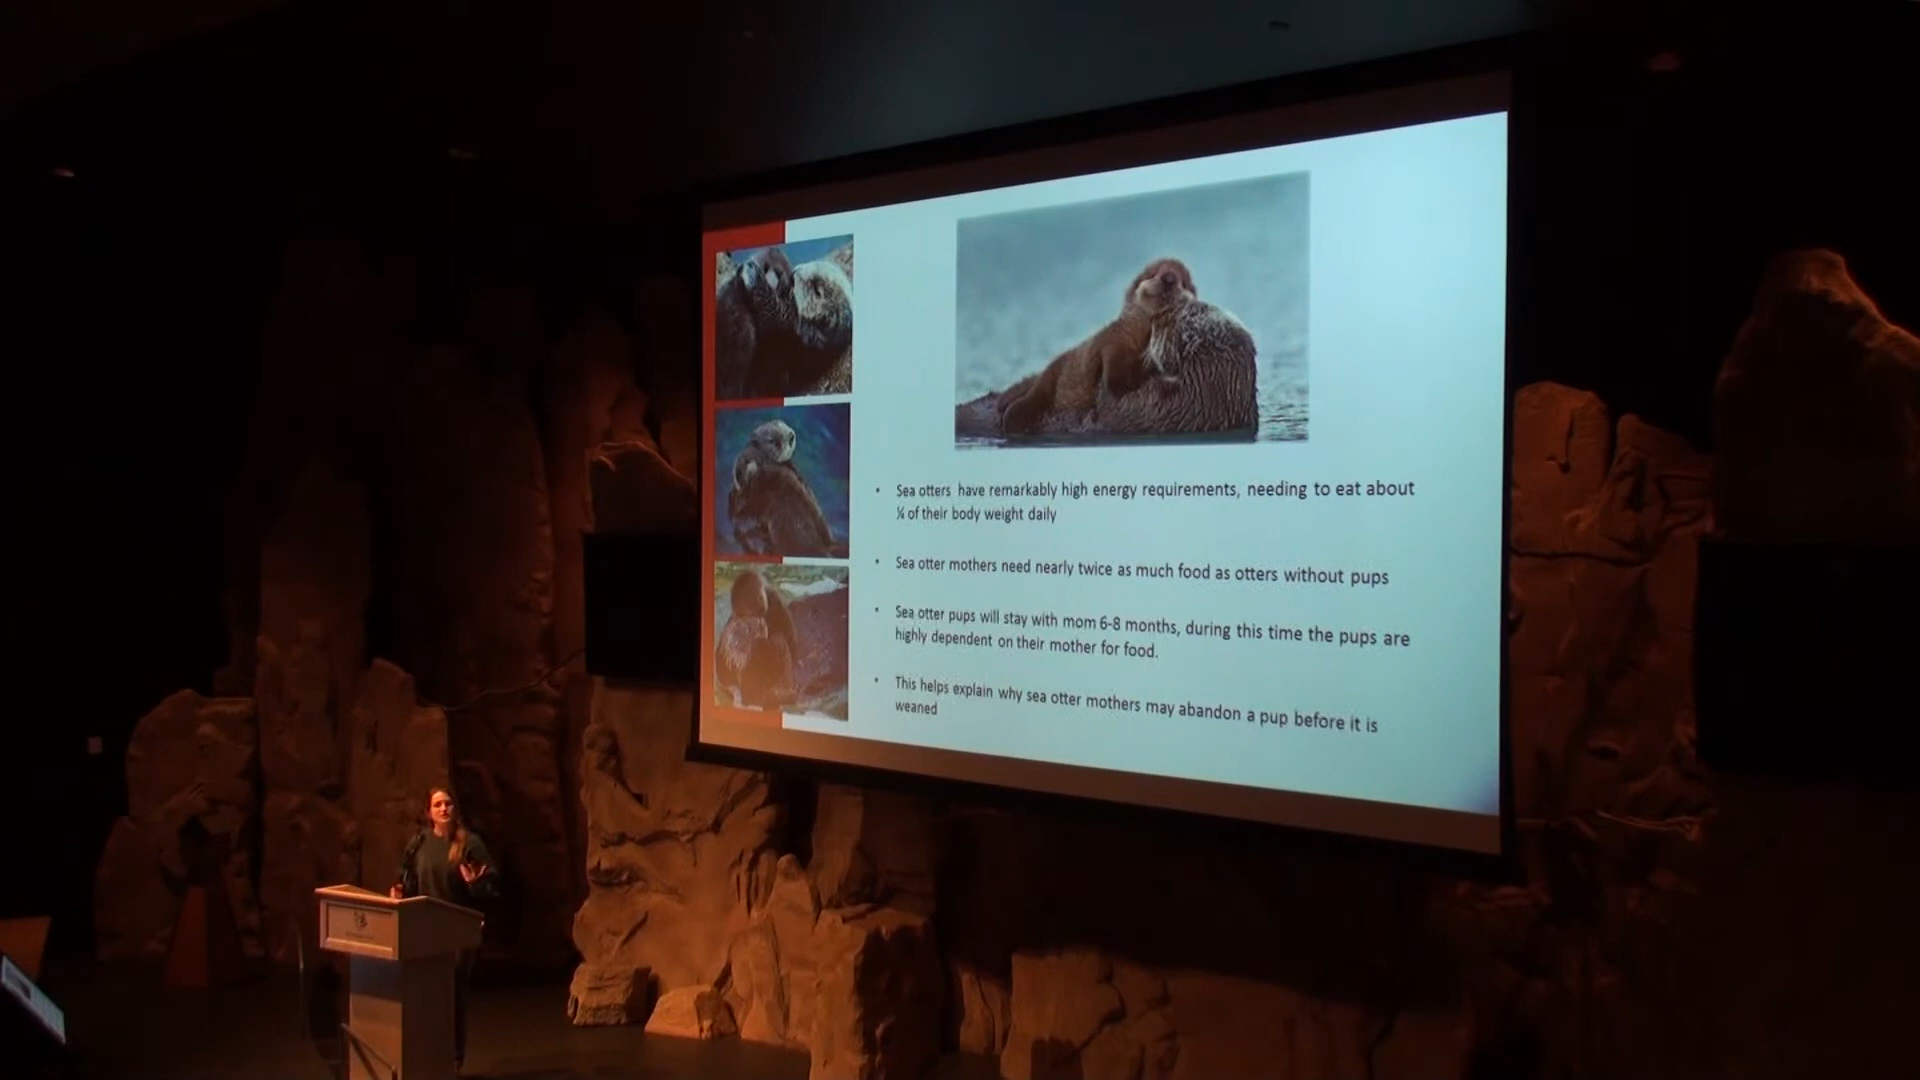 • Sea otters have remarkably high energy requirements, needing to eat about
¼ of their body weight daily
• Sea otter mothers need nearly twice as much food as otters without pups
• Sea otter pups will stay with mom 6-8 months, during this time the pups are
highly dependent on their mother for food.
• This helps explain why sea otter mothers may abandon a pup before it is
weaned